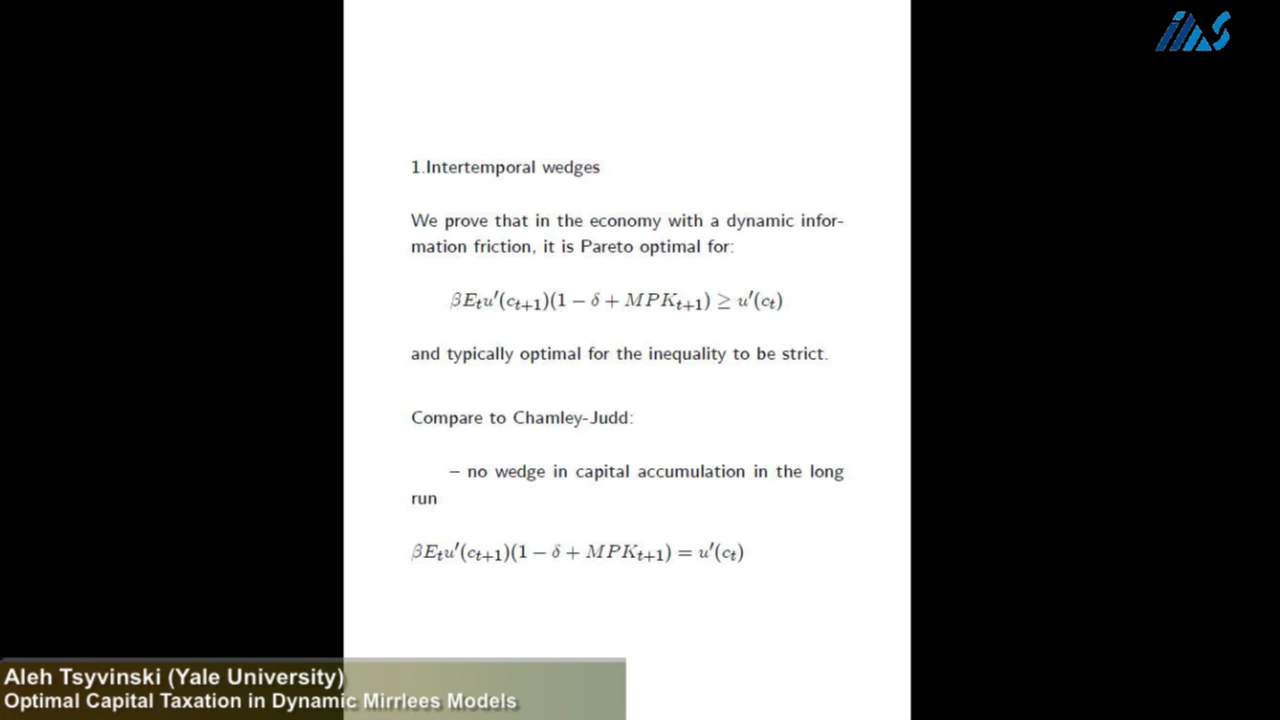 IMS
1.Intertemporal wedges
We prove that in the economy with a dynamic infor-
mation friction, it is Pareto optimal for:
βE_t u′(c_{t+1})(1 − δ + MPK_{t+1}) ≥ u′(c_t)
and typically optimal for the inequality to be strict.
Compare to Chamley-Judd:
– no wedge in capital accumulation in the long
run
βE_t u′(c_{t+1})(1 − δ + MPK_{t+1}) = u′(c_t)
Aleh Tsyvinski (Yale University)
Optimal Capital Taxation in Dynamic Mirrlees Models